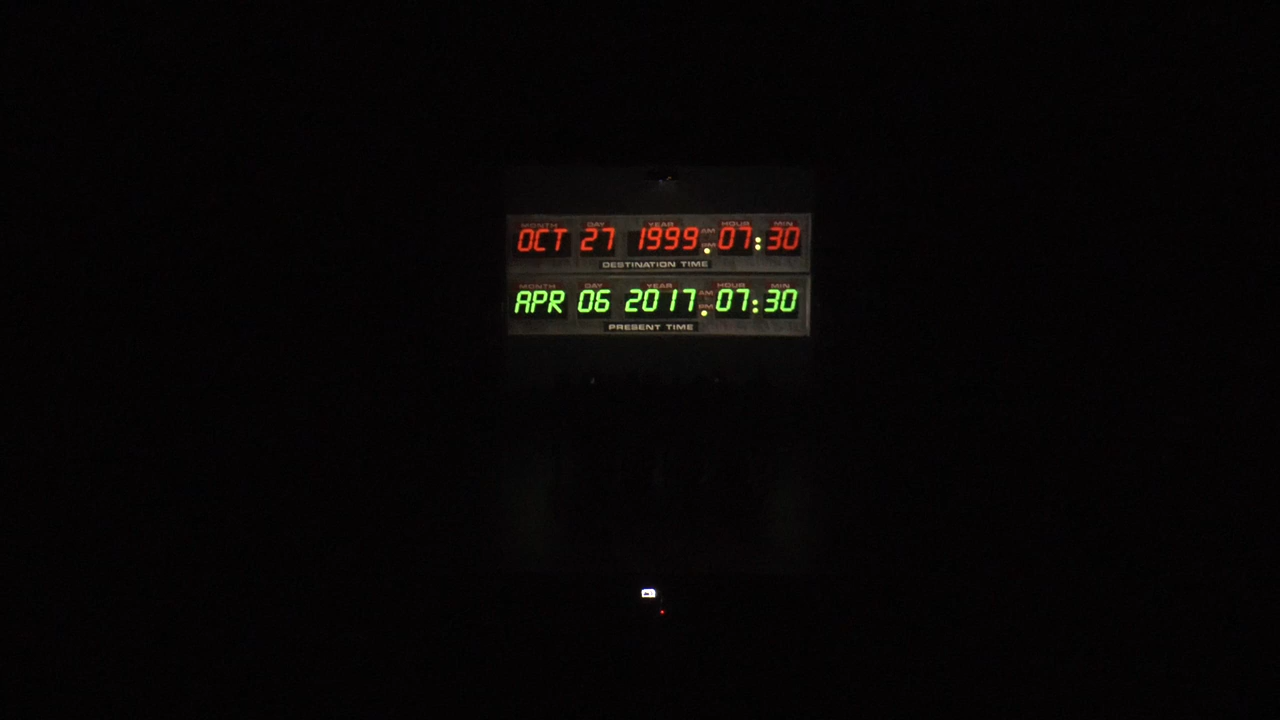 MONTH DAY YEAR AM HOUR MIN
OCT 27 1999 PM 07:30
DESTINATION TIME
MONTH DAY YEAR AM HOUR MIN
APR 06 2017 PM 07:30
PRESENT TIME